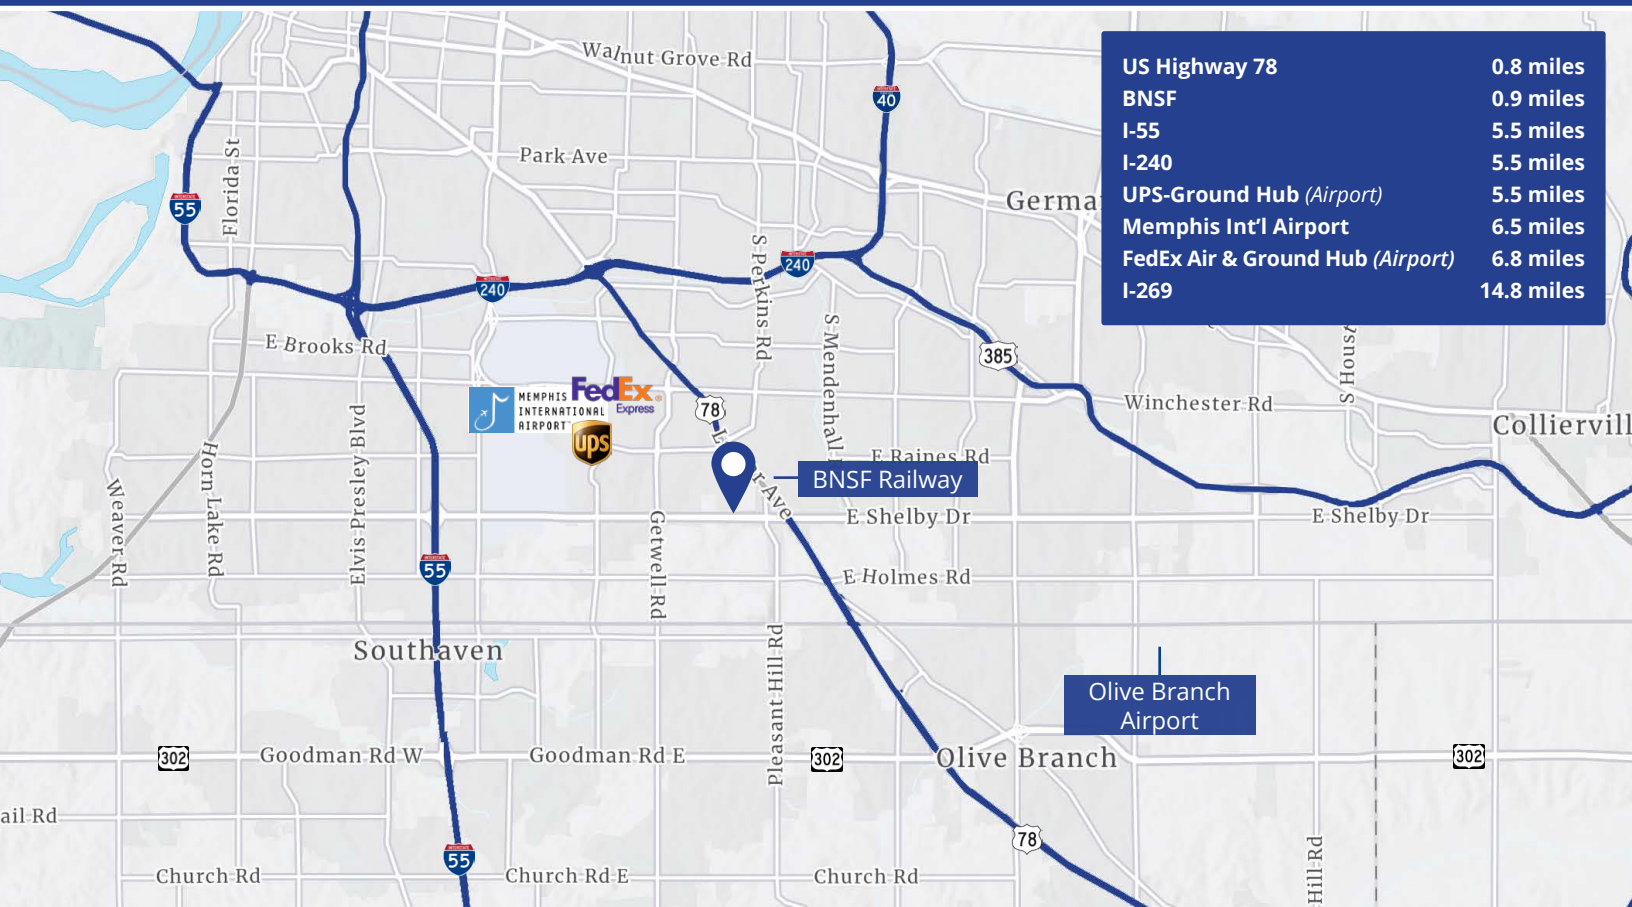 Walnut Grove Rd
US Highway 78 0.8 miles
BNSF 0.9 miles
I-55 5.5 miles
I-240 5.5 miles
UPS-Ground Hub (Airport) 5.5 miles
Memphis Int'l Airport 6.5 miles
FedEx Air & Ground Hub (Airport) 6.8 miles
I-269 14.8 miles
40
Park Ave
Florida St
55
Germa
S Perkins Rd
240
240
E Brooks Rd
S Mendenhall
385
S Houst
MEMPHIS
INTERNATIONAL
AIRPORT
FedEx
Express
ups
78
Winchester Rd
Colliervill
Elvis Presley Blvd
Horn Lake Rd
Weaver Rd
E Raines Rd
BNSF Railway
r Ave
E Shelby Dr
E Shelby Dr
Getwell Rd
55
E Holmes Rd
Southaven
Pleasant Hill Rd
Olive Branch
Airport
302
Goodman Rd W
Goodman Rd E
302
Olive Branch
302
ail Rd
78
55
Church Rd
Church Rd E
Church Rd
Hill Rd